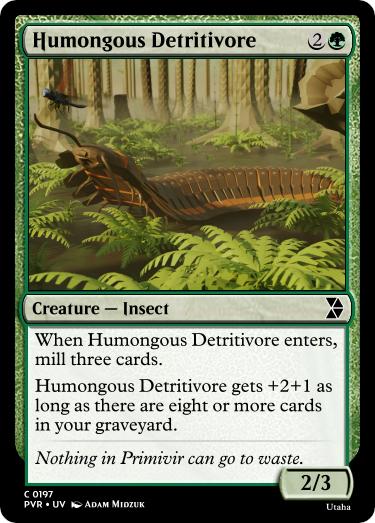 Humongous Detritivore 2
Creature — Insect
When Humongous Detritivore enters,
mill three cards.
Humongous Detritivore gets +2+1 as
long as there are eight or more cards
in your graveyard.
Nothing in Primivir can go to waste.
2/3
C 0197
PVR • UV Adam Midzuk
Utaha